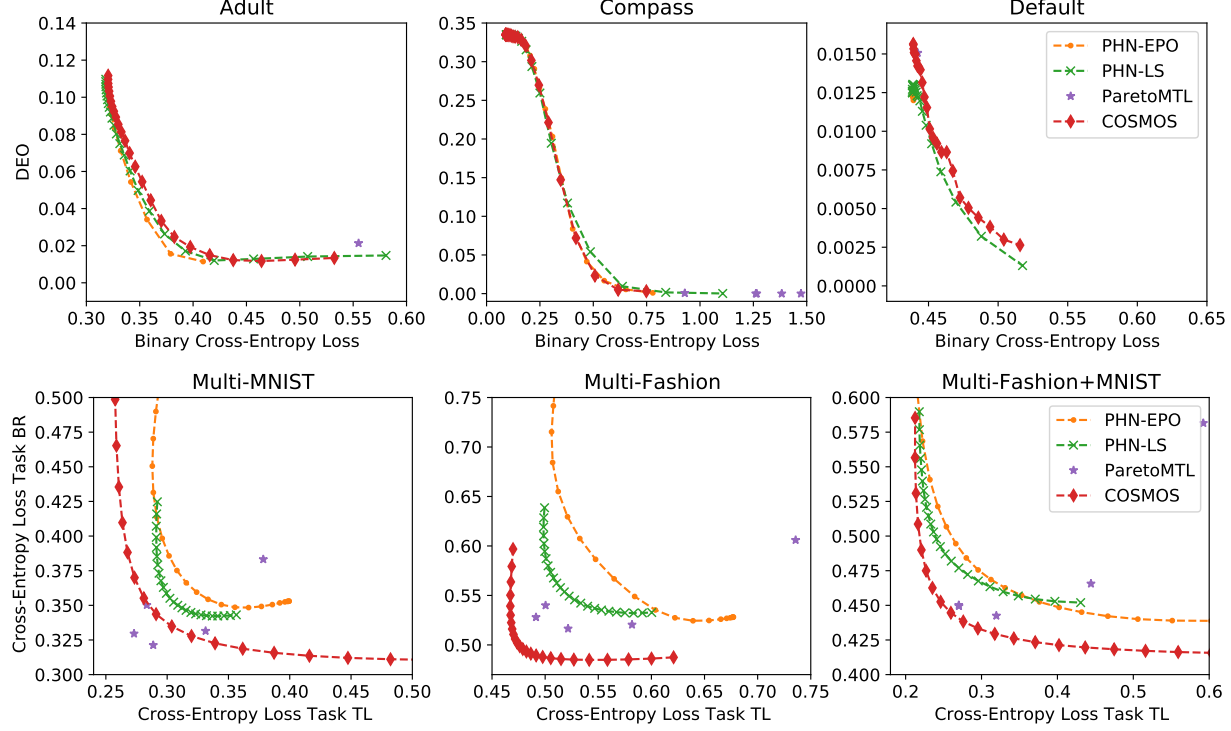 Adult
Compass
Default
0.14
0.12
0.10
0.08
0.06
0.04
0.02
0.00
DEO
0.30 0.35 0.40 0.45 0.50 0.55 0.60
Binary Cross-Entropy Loss
0.35
0.30
0.25
0.20
0.15
0.10
0.05
0.00
0.00 0.25 0.50 0.75 1.00 1.25 1.50
Binary Cross-Entropy Loss
0.0150
0.0125
0.0100
0.0075
0.0050
0.0025
0.0000
PHN-EPO
PHN-LS
ParetoMTL
COSMOS
0.45 0.50 0.55 0.60 0.65
Binary Cross-Entropy Loss
Multi-MNIST
Multi-Fashion
Multi-Fashion+MNIST
0.500
0.475
0.450
0.425
0.400
0.375
0.350
0.325
0.300
Cross-Entropy Loss Task BR
0.25 0.30 0.35 0.40 0.45 0.50
Cross-Entropy Loss Task TL
0.75
0.70
0.65
0.60
0.55
0.50
0.45 0.50 0.55 0.60 0.65 0.70 0.75
Cross-Entropy Loss Task TL
0.600
0.575
0.550
0.525
0.500
0.475
0.450
0.425
0.400
PHN-EPO
PHN-LS
ParetoMTL
COSMOS
0.2 0.3 0.4 0.5 0.6
Cross-Entropy Loss Task TL